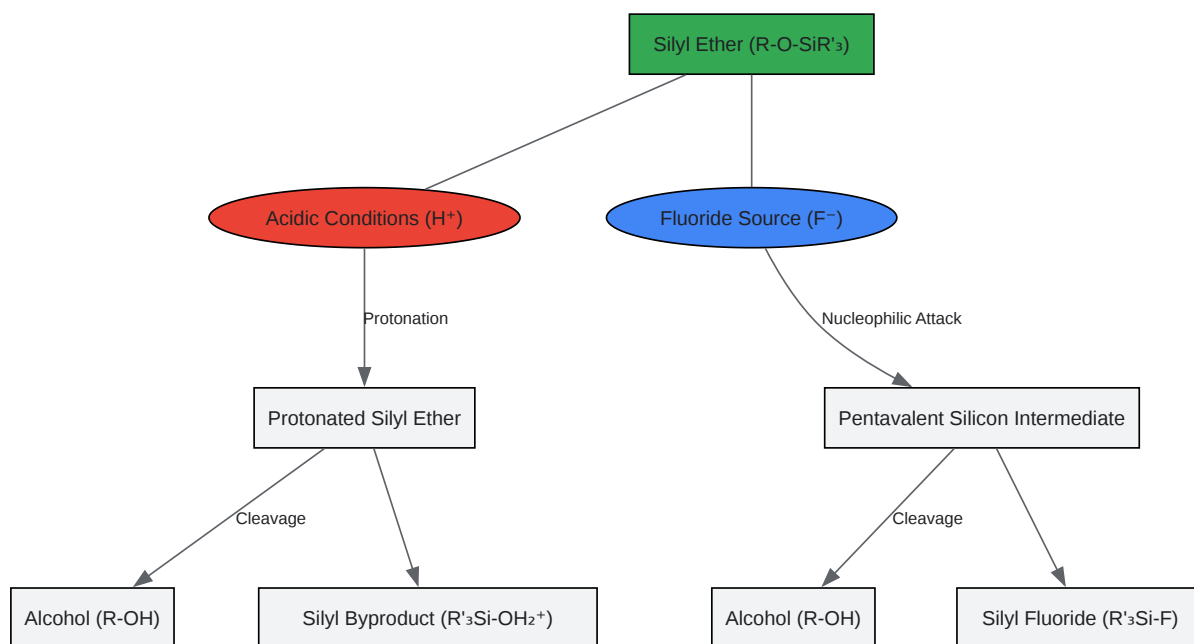 Silyl Ether (R-O-SiR'₃)
Acidic Conditions (H⁺)
Fluoride Source (F⁻)
Protonation
Nucleophilic Attack
Protonated Silyl Ether
Pentavalent Silicon Intermediate
Cleavage
Cleavage
Alcohol (R-OH)
Silyl Byproduct (R'₃Si-OH₂⁺)
Alcohol (R-OH)
Silyl Fluoride (R'₃Si-F)